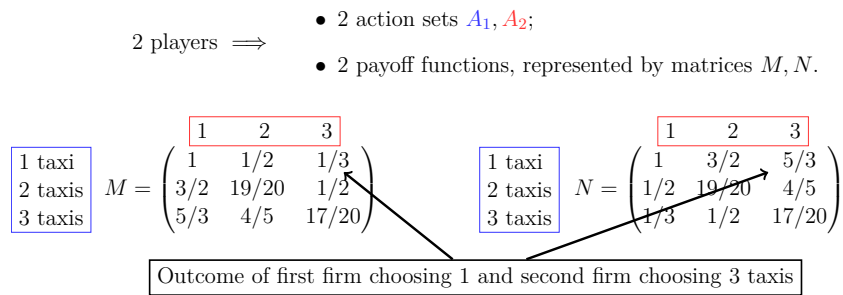 2 players ⟹
• 2 action sets A₁, A₂;
• 2 payoff functions, represented by matrices M, N.
1 2 3
1 taxi
2 taxis
3 taxis
M =
1 1/2 1/3
3/2 19/20 1/2
5/3 4/5 17/20
1 2 3
1 taxi
2 taxis
3 taxis
N =
1 3/2 5/3
1/2 19/20 4/5
1/3 1/2 17/20
Outcome of first firm choosing 1 and second firm choosing 3 taxis